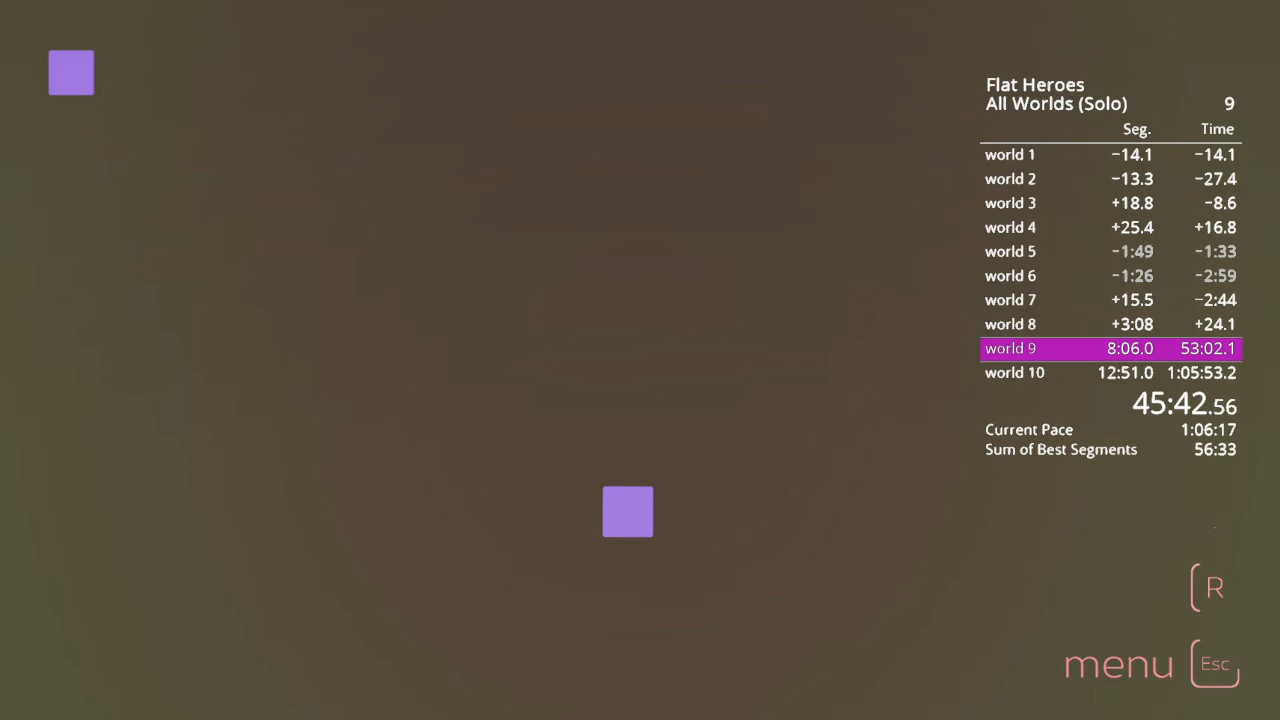 Flat Heroes
All Worlds (Solo) 9
Seg. Time
world 1 −14.1 −14.1
world 2 −13.3 −27.4
world 3 +18.8 −8.6
world 4 +25.4 +16.8
world 5 −1:49 −1:33
world 6 −1:26 −2:59
world 7 +15.5 −2:44
world 8 +3:08 +24.1
world 9 8:06.0 53:02.1
world 10 12:51.0 1:05:53.2
45:42.56
Current Pace 1:06:17
Sum of Best Segments 56:33
R
menu Esc